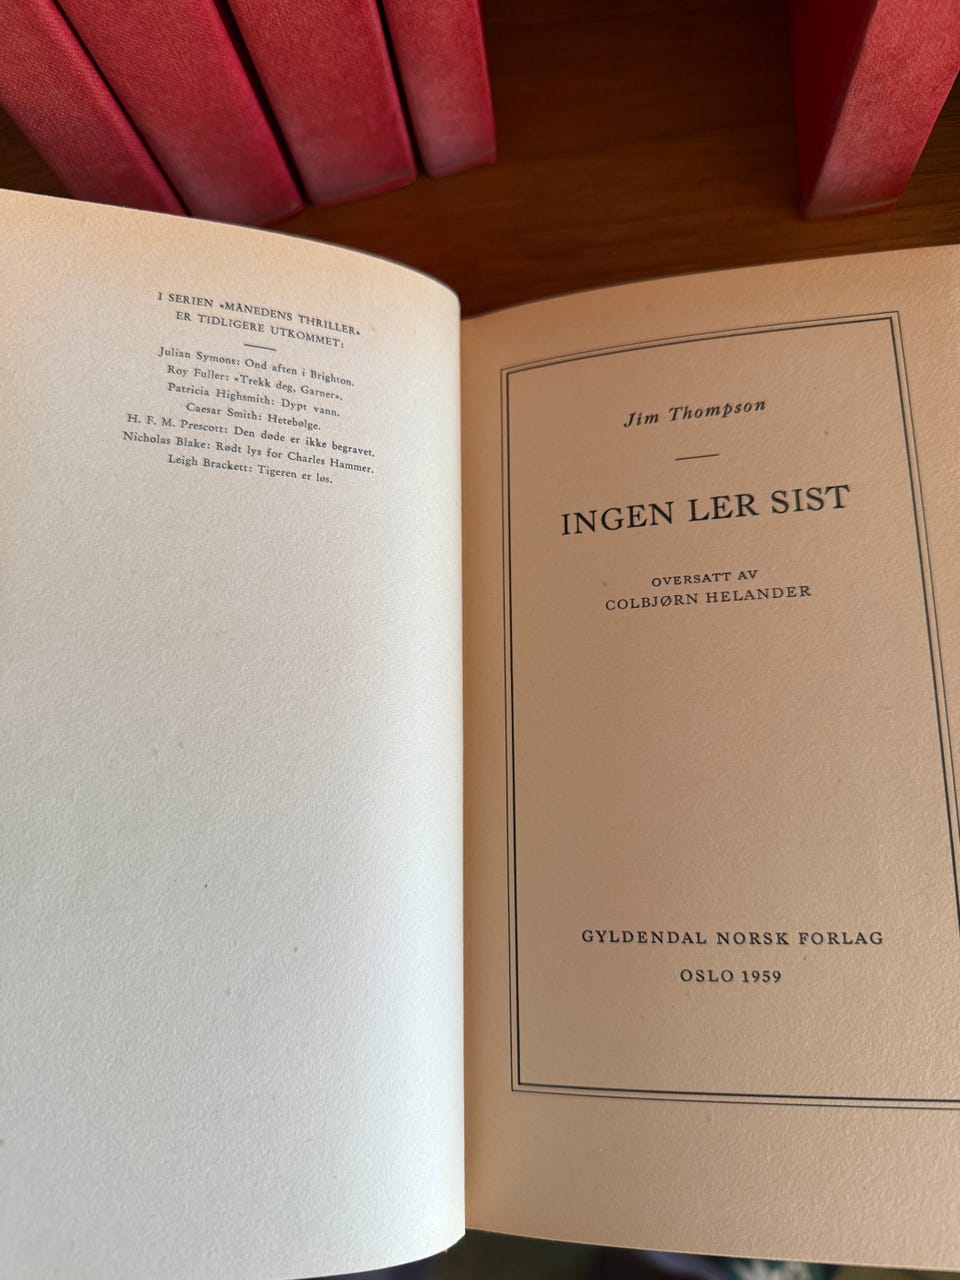 I SERIEN «MÅNEDENS THRILLER»
ER TIDLIGERE UTKOMMET:
Julian Symons: Ond aften i Brighton.
Roy Fuller: «Trekk deg, Garner».
Patricia Highsmith: Dypt vann.
Caesar Smith: Hetebølge.
H. F. M. Prescott: Den døde er ikke begravet.
Nicholas Blake: Rødt lys for Charles Hammer.
Leigh Brackett: Tigeren er løs.
Jim Thompson
INGEN LER SIST
OVERSATT AV
COLBJØRN HELANDER
GYLDENDAL NORSK FORLAG
OSLO 1959